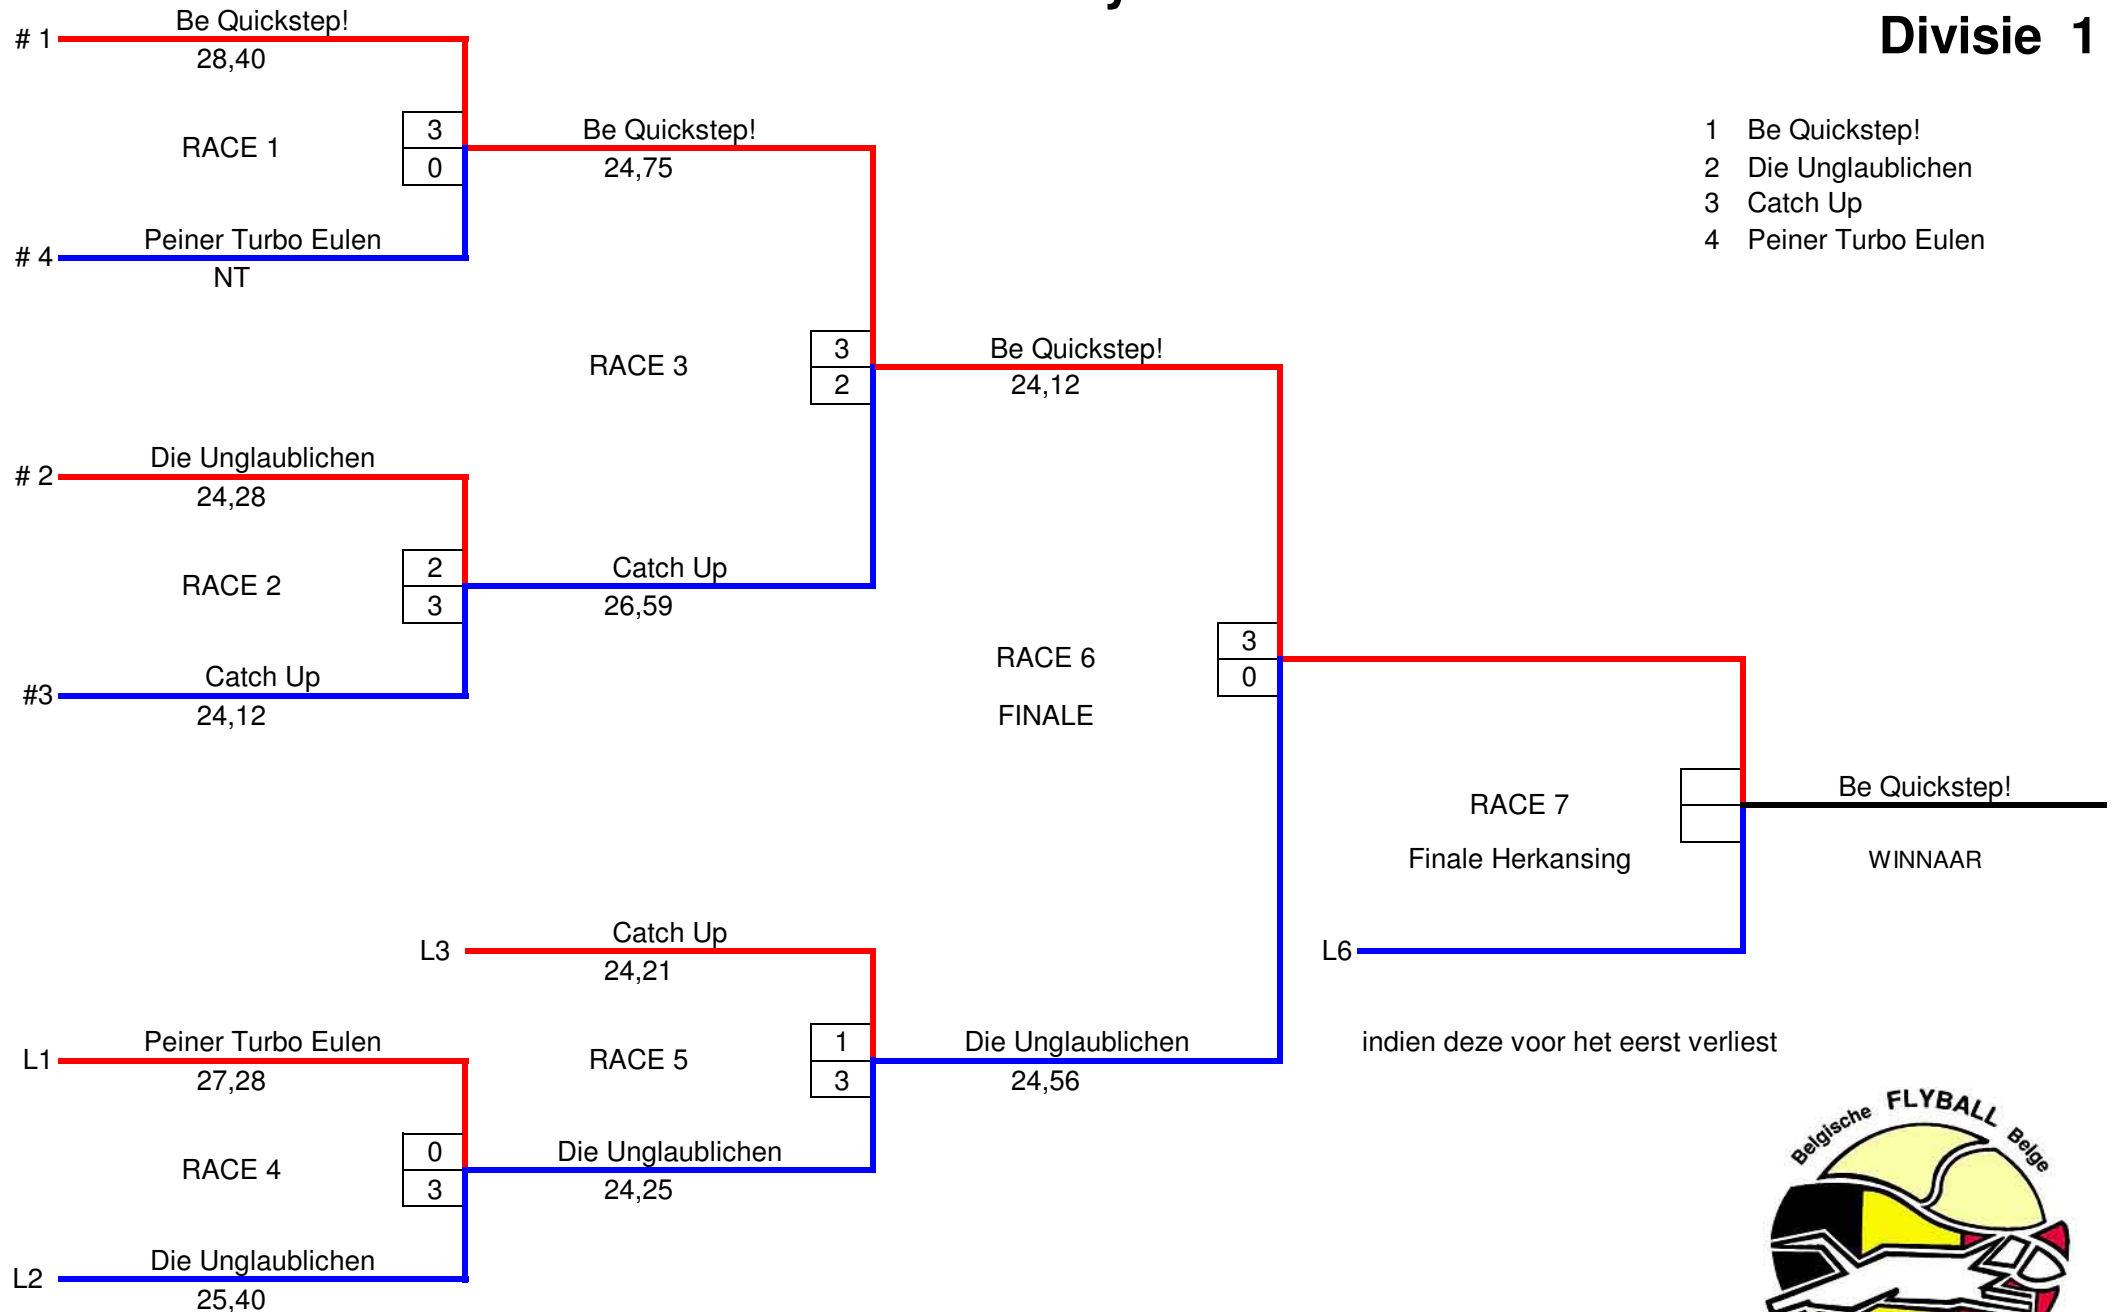 Divisie 1
1 Be Quickstep!
2 Die Unglaublichen
3 Catch Up
4 Peiner Turbo Eulen
# 1
Be Quickstep!
28,40
RACE 1
3
0
# 4
Peiner Turbo Eulen
NT
Be Quickstep!
24,75
RACE 3
3
2
# 2
Die Unglaublichen
24,28
RACE 2
2
3
Catch Up
26,59
#3
Catch Up
24,12
Be Quickstep!
24,12
RACE 6
3
0
FINALE
RACE 7
Finale Herkansing
Be Quickstep!
WINNAAR
L3
Catch Up
24,21
RACE 5
1
3
L6
indien deze voor het eerst verliest
L1
Peiner Turbo Eulen
27,28
RACE 4
0
3
Die Unglaublichen
24,25
L2
Die Unglaublichen
25,40
Die Unglaublichen
24,56
Belgische FLYBALL Belge